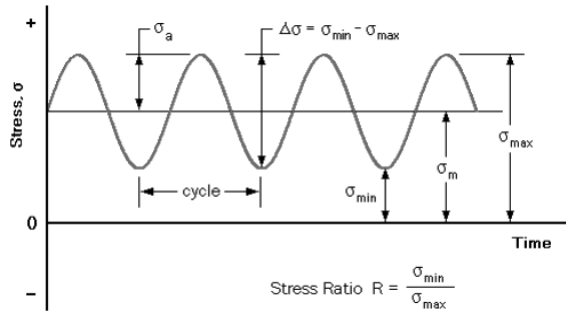 +
σa
Δσ = σmin - σmax
Stress, σ
σmax
σm
cycle
σmin
0
Time
–
Stress Ratio R = σmin / σmax